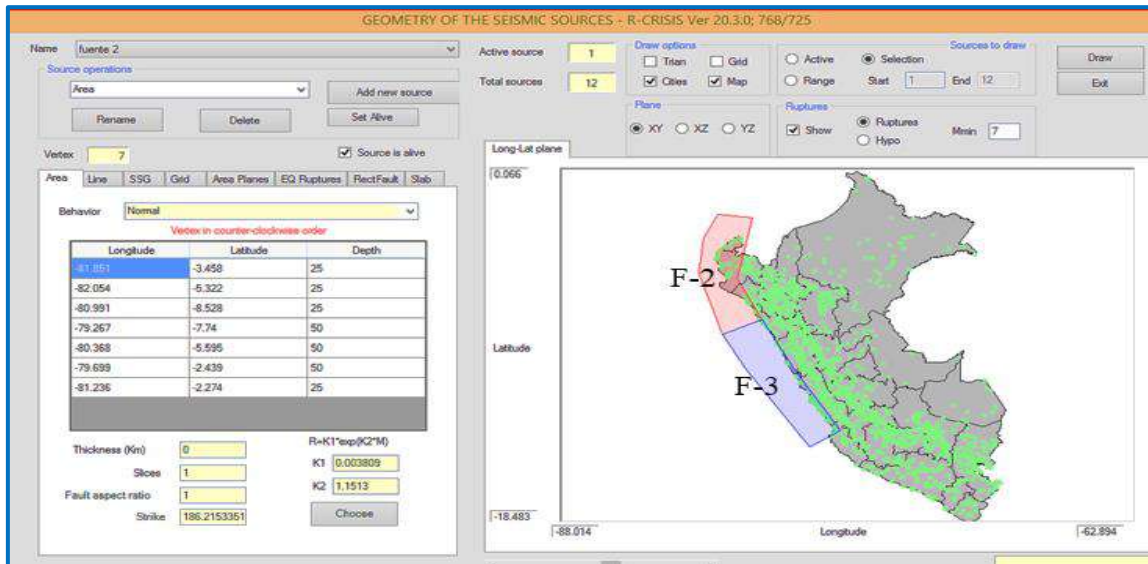 GEOMETRY OF THE SEISMIC SOURCES - R-CRISIS Ver 20.3.0; 768/725
Name fuente 2
Source operations
Area
Add new source
Rename Delete Set Alive
Vertex 7 Source is alive
Area Line SSG Grid Area Planes EQ Ruptures RectFault Slab
Behavior Normal
Vertex in counter-clockwise order
Longitude Latitude Depth
-81.851 -3.458 25
-82.054 -5.322 25
-80.991 -8.528 25
-79.267 -7.74 50
-80.368 -5.595 50
-79.699 -2.439 50
-81.236 -2.274 25
Thickness (Km) 0
Slices 1
Fault aspect ratio 1
Strike 186.2153351
R=K1*exp(K2*M)
K1 0.003809
K2 1.1513
Choose
Active source 1
Total sources 12
Draw options
Trian Grid
Cities Map
Sources to draw
Active Selection
Range Start 1 End 12
Draw
Exit
Plane
XY XZ YZ
Ruptures
Show Ruptures Mmin 7
Hypo
Long-Lat plane
0.066
F-2
Latitude
F-3
-18.483
-88.014 Longitude -62.894